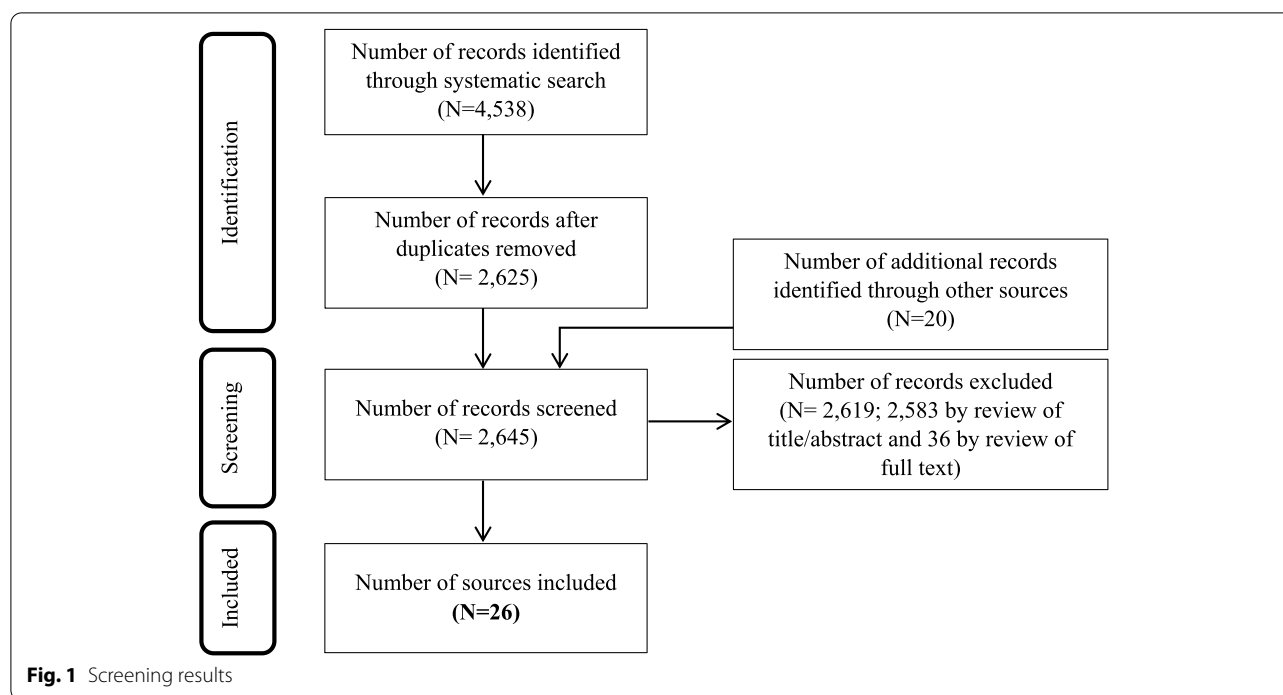 Identification
Number of records identified
through systematic search
(N=4,538)
Number of records after
duplicates removed
(N= 2,625)
Number of additional records
identified through other sources
(N=20)
Screening
Number of records screened
(N= 2,645)
Number of records excluded
(N= 2,619; 2,583 by review of
title/abstract and 36 by review of
full text)
Included
Number of sources included
(N=26)
Fig. 1 Screening results